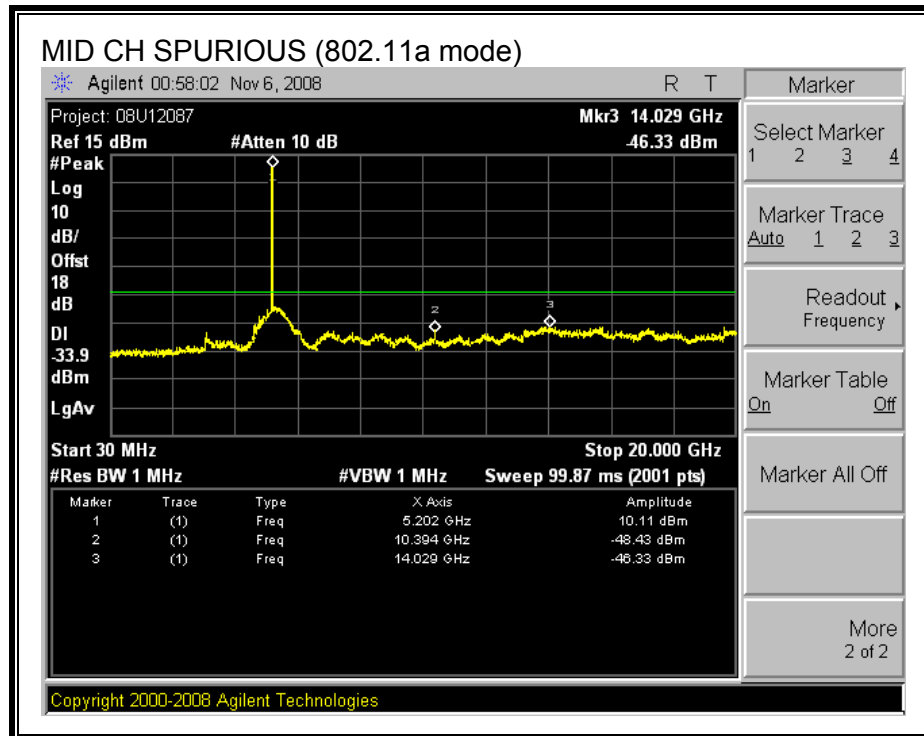 MID CH SPURIOUS (802.11a mode)
Agilent 00:58:02 Nov 6, 2008 R T
Project: 08U12087 Mkr3 14.029 GHz
Ref 15 dBm #Atten 10 dB -46.33 dBm
#Peak
Log
10
dB/
Offst
18
dB
DI
-33.9
dBm
LgAv
1
2
3
Start 30 MHz Stop 20.000 GHz
#Res BW 1 MHz #VBW 1 MHz Sweep 99.87 ms (2001 pts)
Marker Trace Type X Axis Amplitude
1 (1) Freq 5.202 GHz 10.11 dBm
2 (1) Freq 10.394 GHz -48.43 dBm
3 (1) Freq 14.029 GHz -46.33 dBm
Marker
Select Marker
1 2 3 4
Marker Trace
Auto 1 2 3
Readout
Frequency
Marker Table
On Off
Marker All Off
More
2 of 2
Copyright 2000-2008 Agilent Technologies